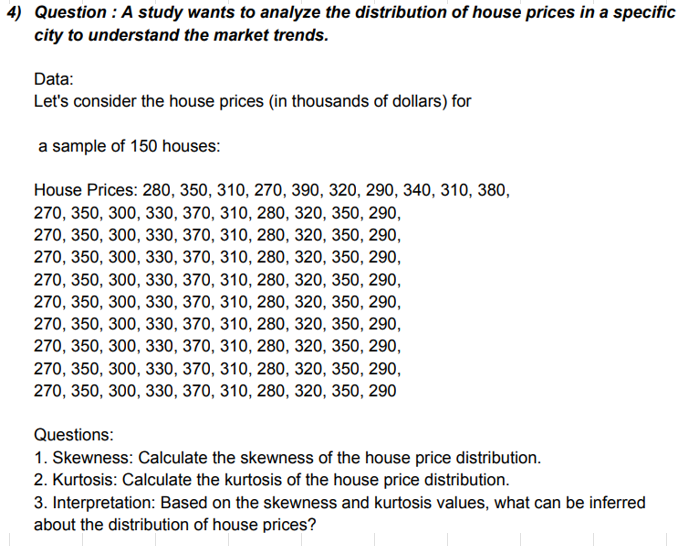 4) Question : A study wants to analyze the distribution of house prices in a specific
city to understand the market trends.
Data:
Let's consider the house prices (in thousands of dollars) for
a sample of 150 houses:
House Prices: 280, 350, 310, 270, 390, 320, 290, 340, 310, 380,
270, 350, 300, 330, 370, 310, 280, 320, 350, 290,
270, 350, 300, 330, 370, 310, 280, 320, 350, 290,
270, 350, 300, 330, 370, 310, 280, 320, 350, 290,
270, 350, 300, 330, 370, 310, 280, 320, 350, 290,
270, 350, 300, 330, 370, 310, 280, 320, 350, 290,
270, 350, 300, 330, 370, 310, 280, 320, 350, 290,
270, 350, 300, 330, 370, 310, 280, 320, 350, 290,
270, 350, 300, 330, 370, 310, 280, 320, 350, 290,
270, 350, 300, 330, 370, 310, 280, 320, 350, 290
Questions:
1. Skewness: Calculate the skewness of the house price distribution.
2. Kurtosis: Calculate the kurtosis of the house price distribution.
3. Interpretation: Based on the skewness and kurtosis values, what can be inferred
about the distribution of house prices?